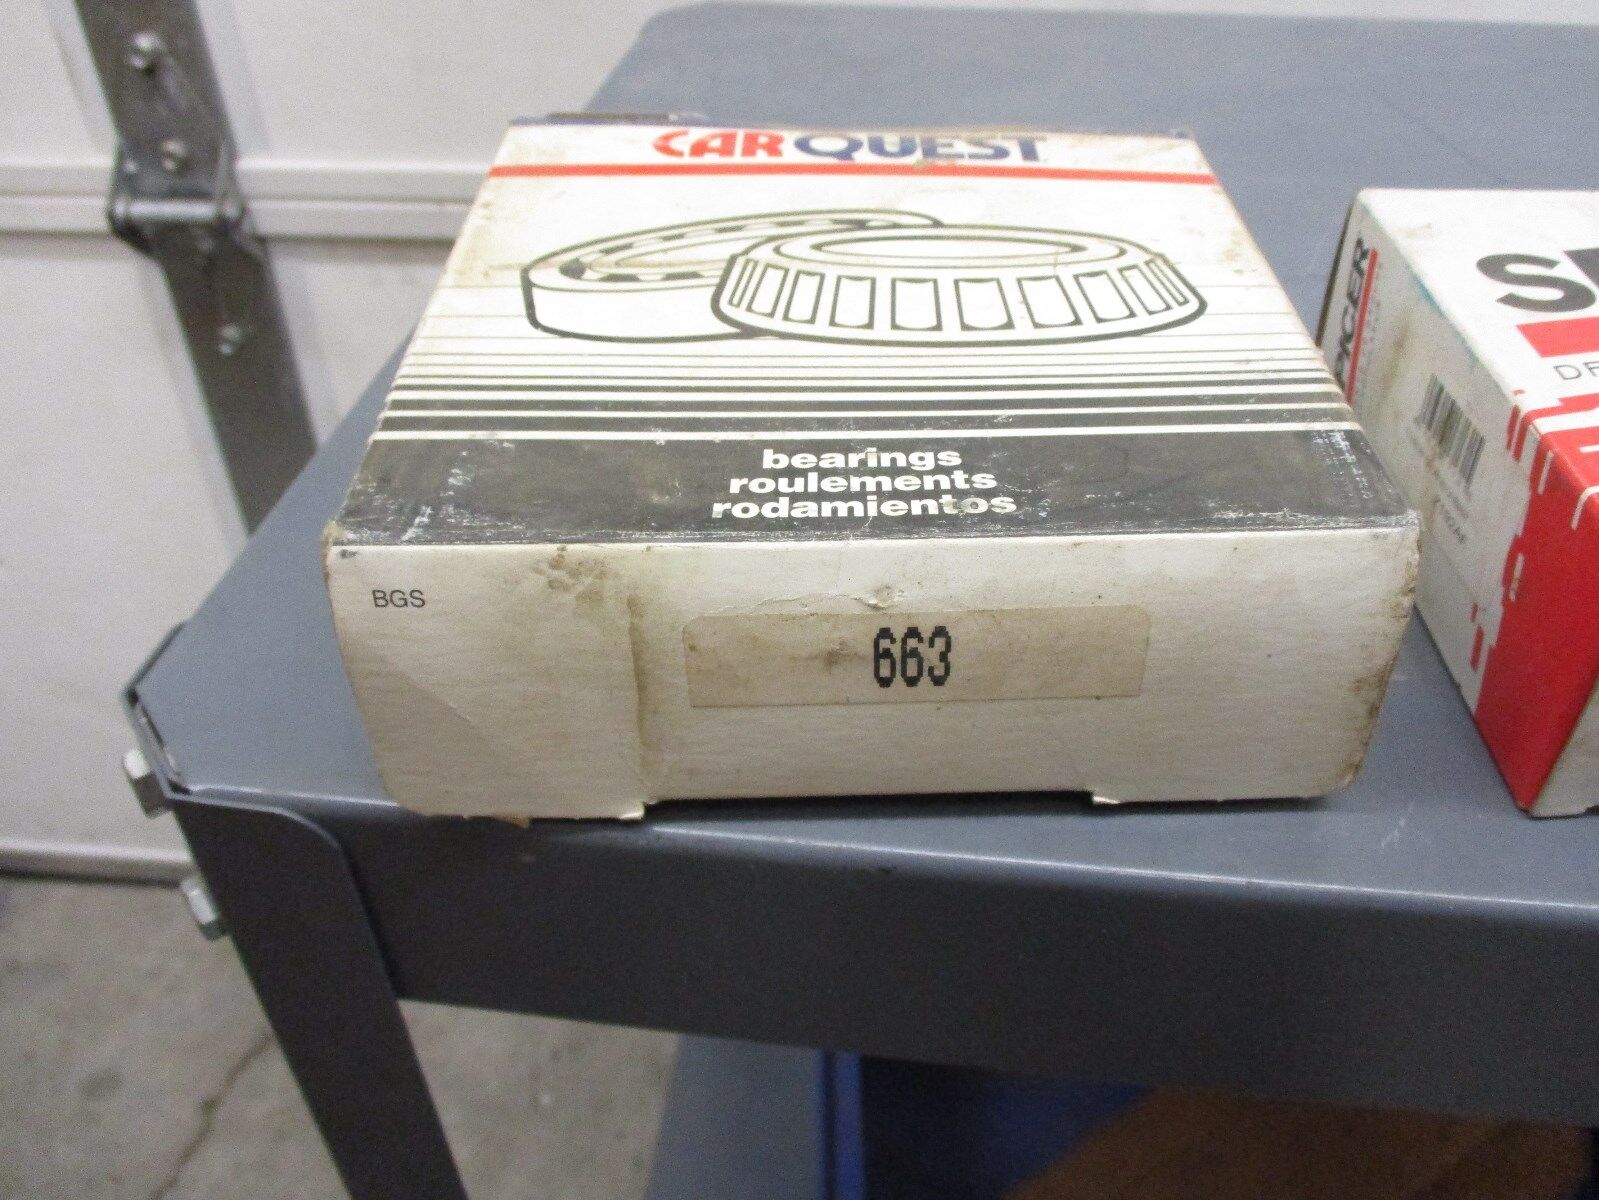 CARQUEST
bearings
roulements
rodamientos
BGS
663